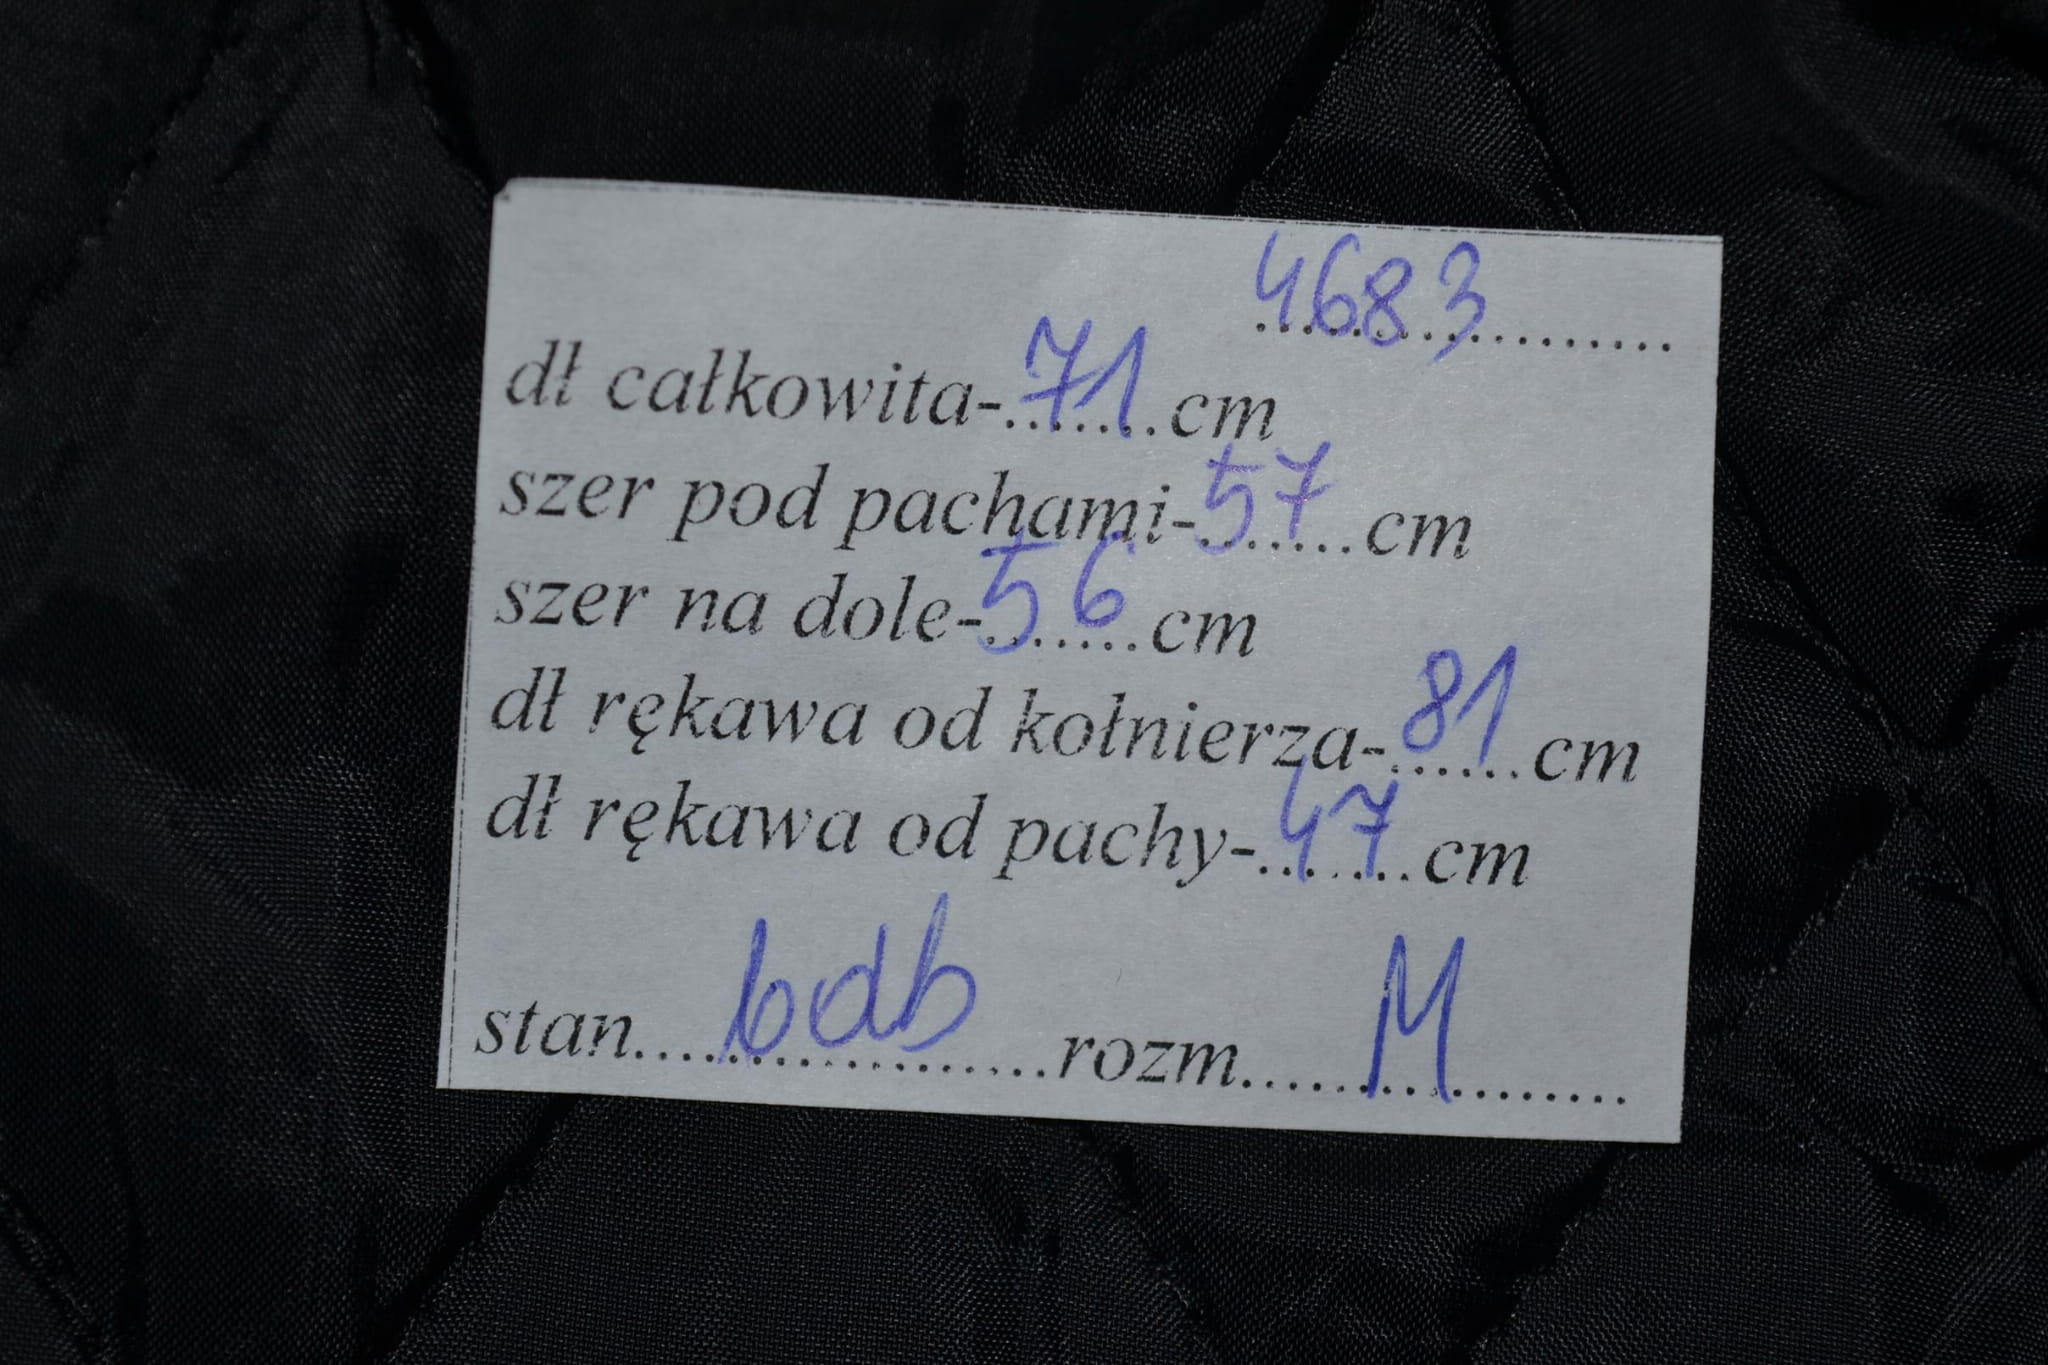 4683
dł całkowita-71cm
szer pod pachami-57cm
szer na dole-56cm
dł rękawa od kołnierza-81cm
dł rękawa od pachy-47cm
stan....bdb....rozm....M....